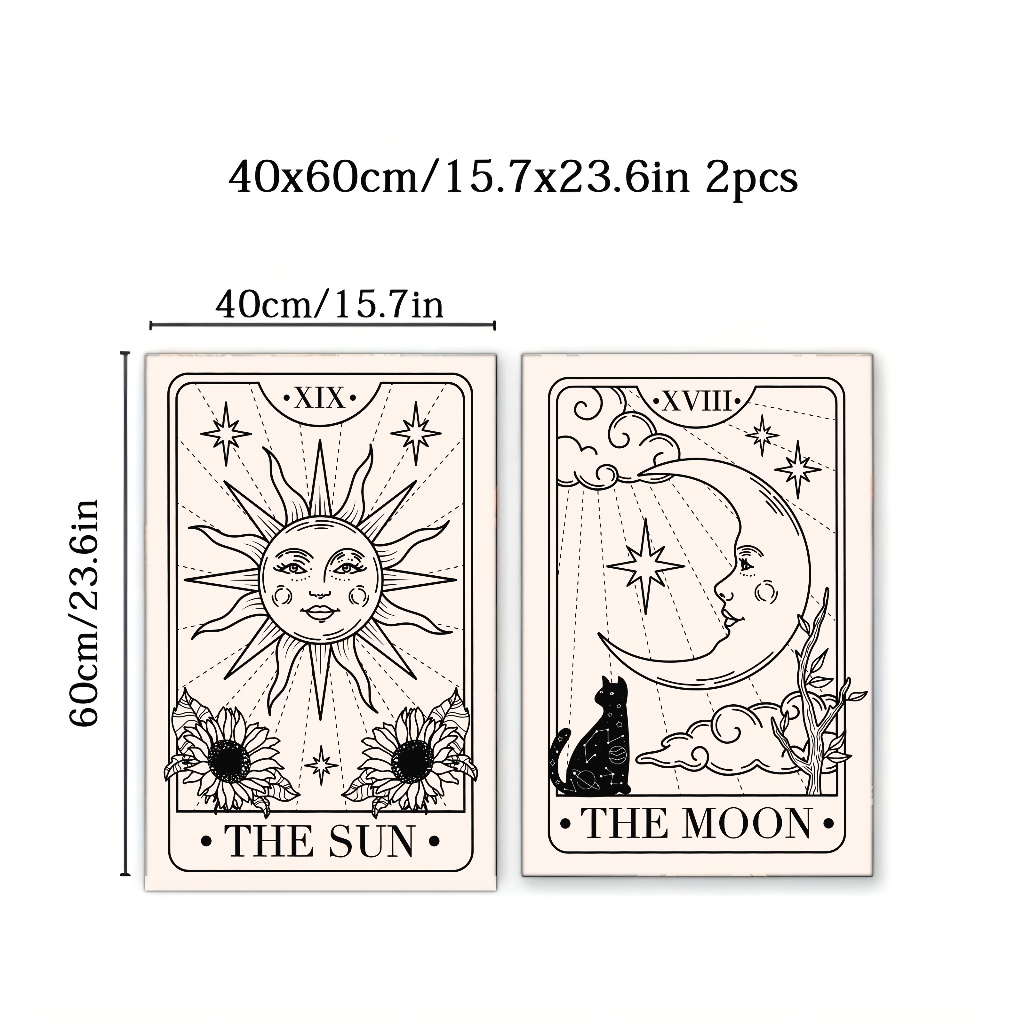 40x60cm/15.7x23.6in 2pcs
40cm/15.7in
60cm/23.6in
·XIX·
• THE SUN •
·XVIII·
• THE MOON •